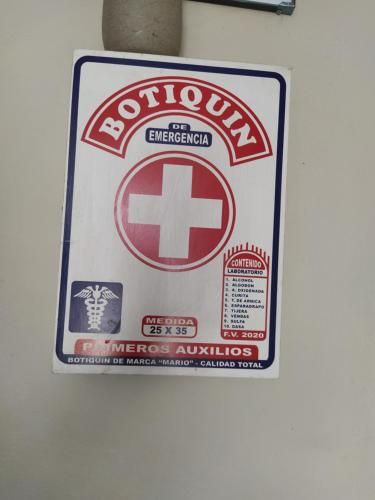 BOTIQUIN
DE
EMERGENCIA
CONTENIDO
LABORATORIO
1. ALCOHOL
2. ALGODON
3. A. OXIGENADA
4. CURITA
5. T. DE ARNICA
6. ESPARADRAPO
7. TIJERA
8. VENDAS
9. SULFA
10. GASA
F.V. 2020
MEDIDA
25 X 35
PRIMEROS AUXILIOS
BOTIQUIN DE MARCA "MARIO" - CALIDAD TOTAL